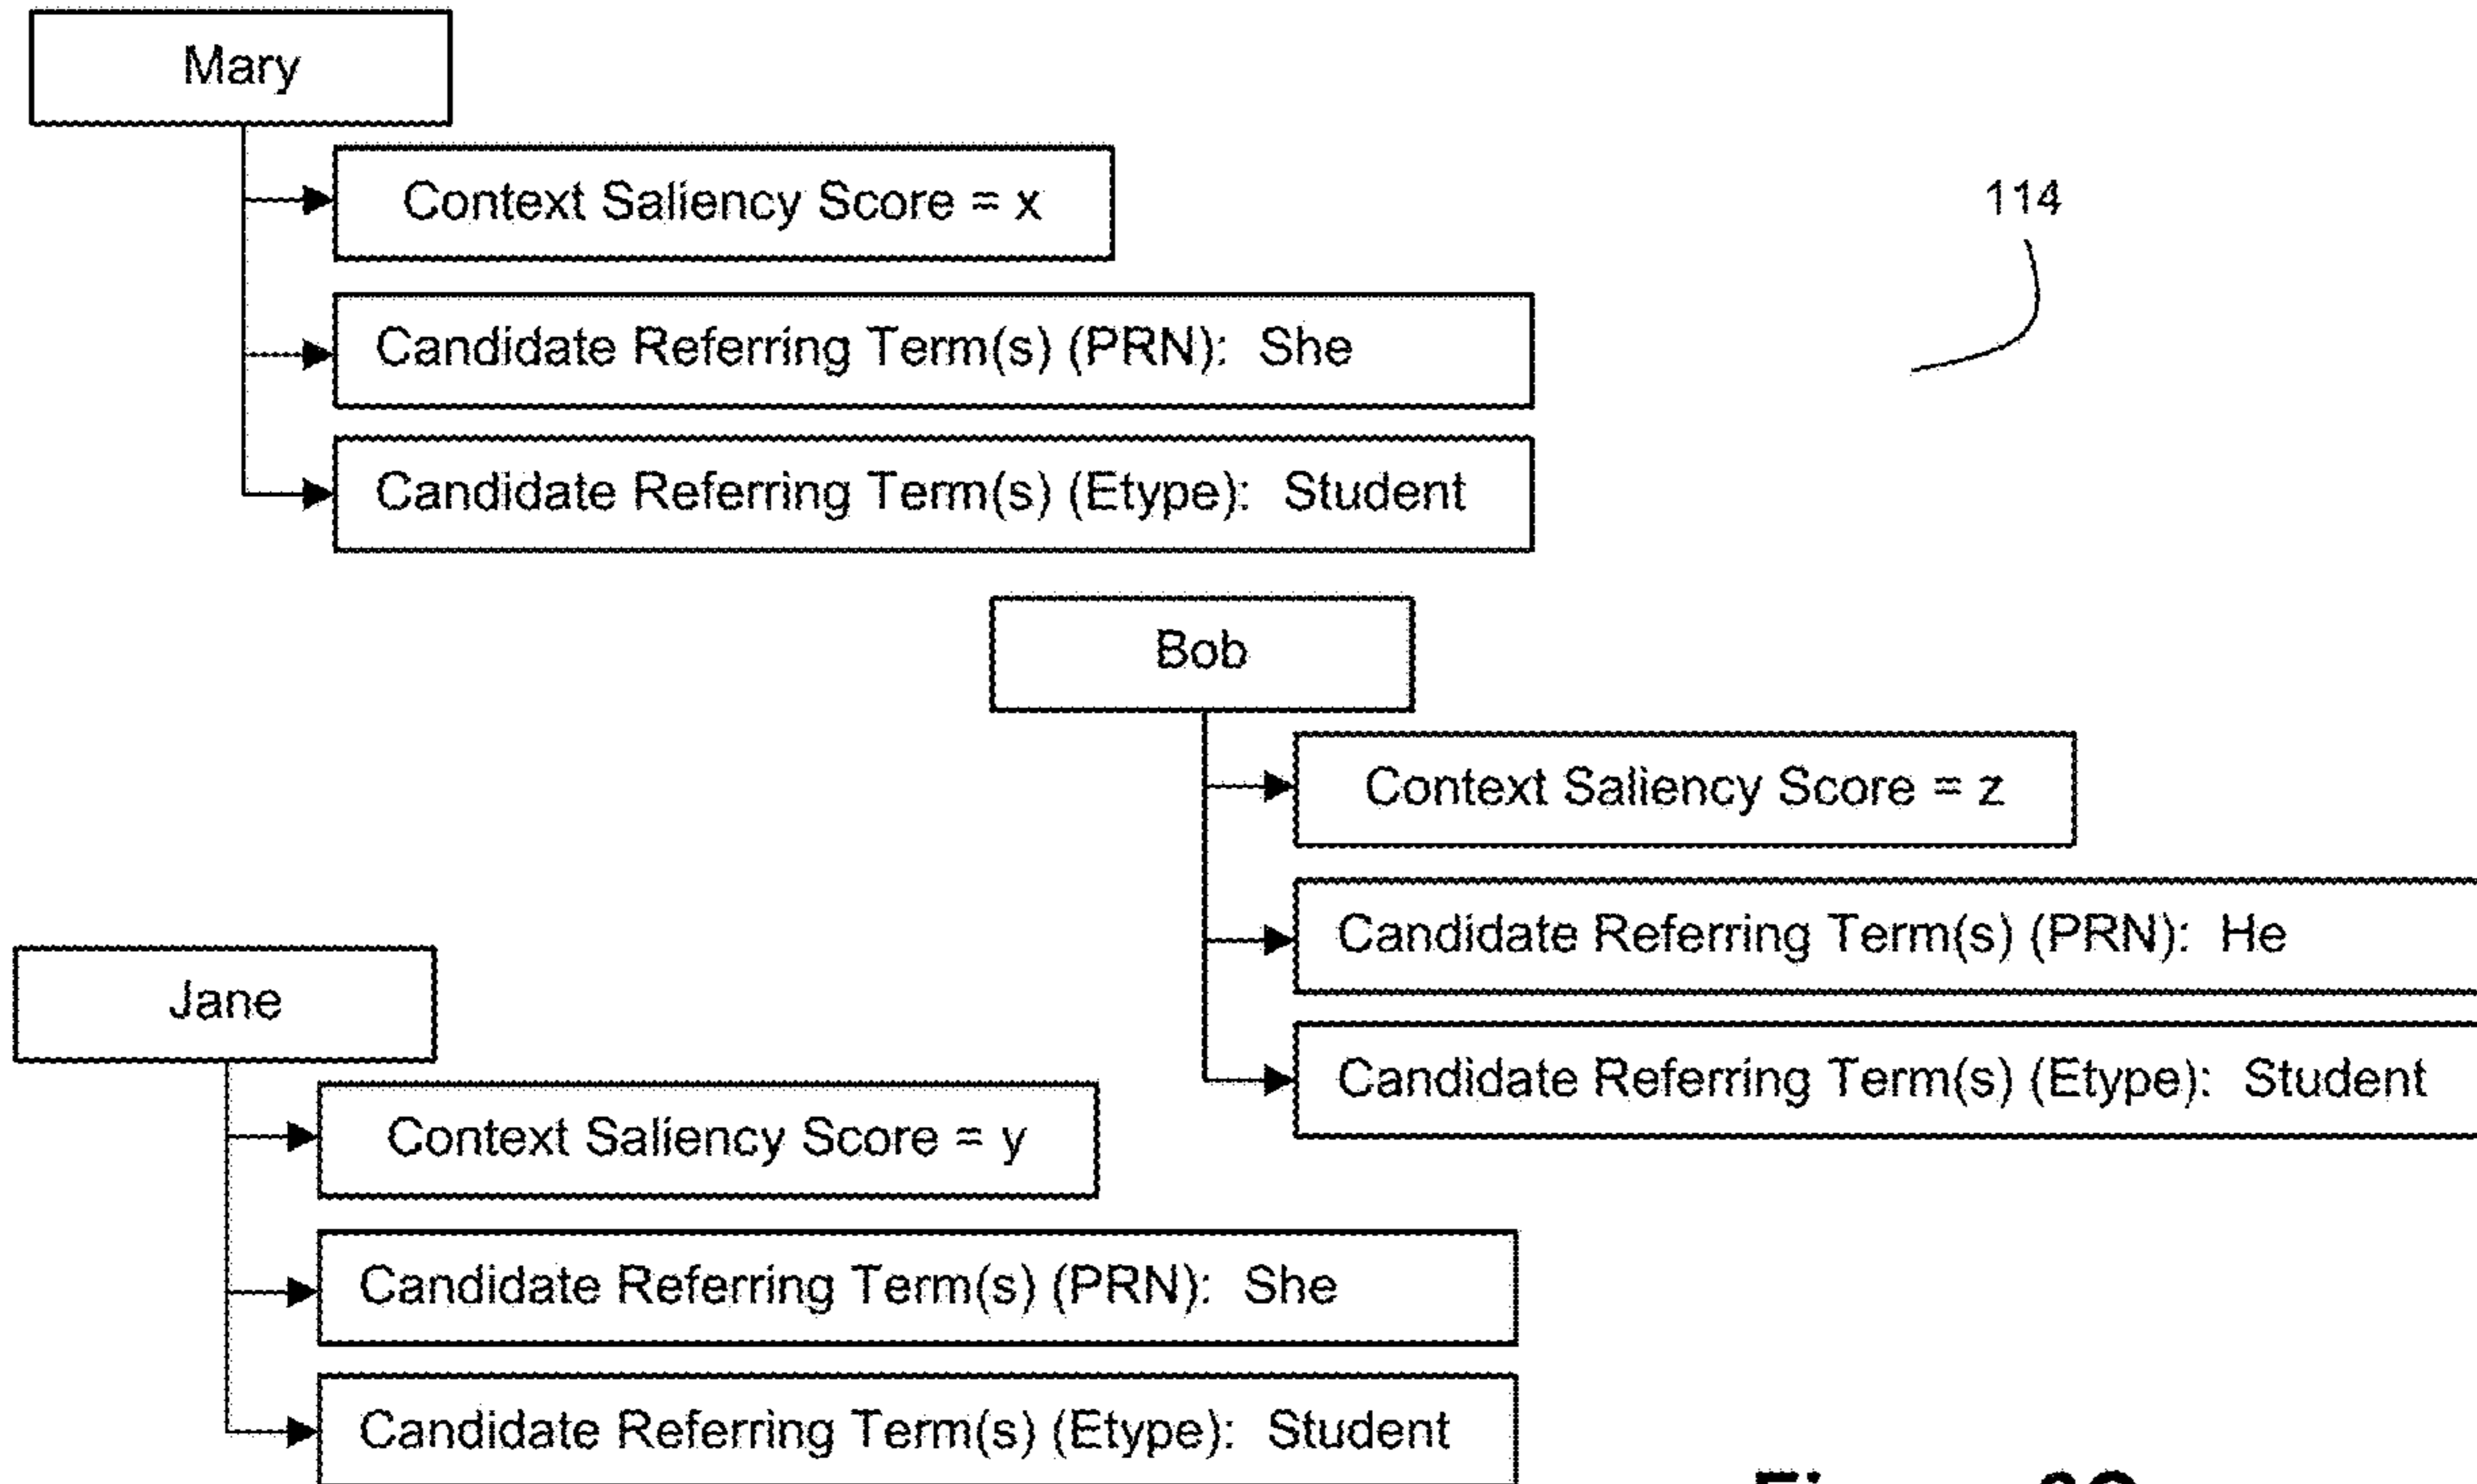 Mary
Context Saliency Score = x
114
Candidate Referring Term(s) (PRN): She
Candidate Referring Term(s) (Etype): Student
Bob
Context Saliency Score = z
Candidate Referring Term(s) (PRN): He
Candidate Referring Term(s) (Etype): Student
Jane
Context Saliency Score = y
Candidate Referring Term(s) (PRN): She
Candidate Referring Term(s) (Etype): Student